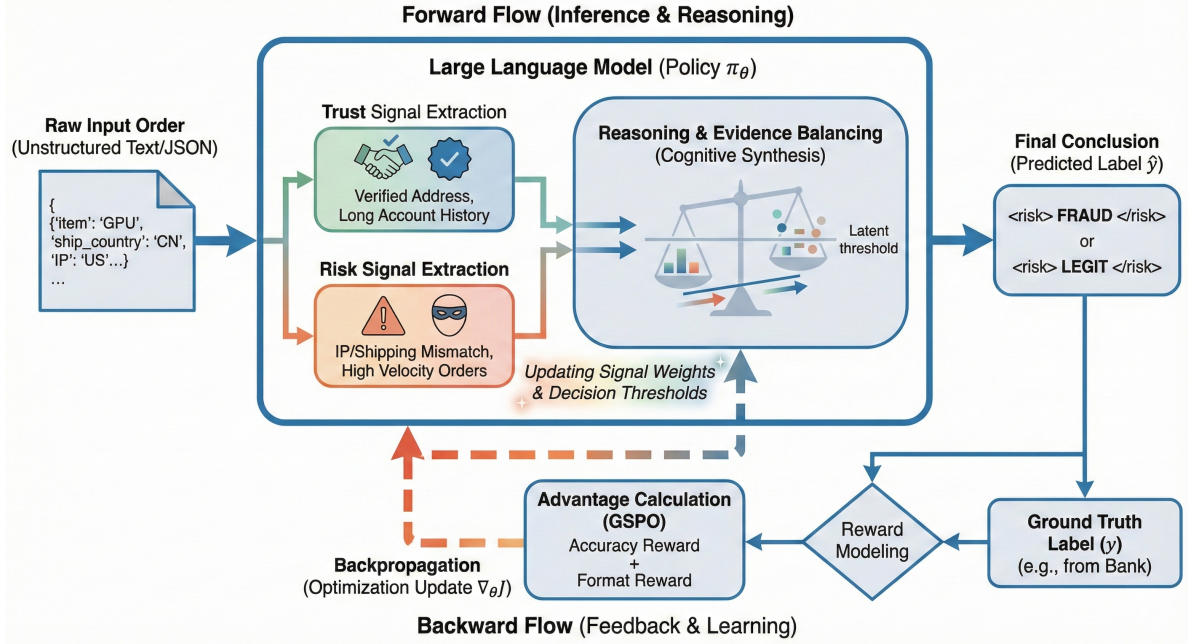 Forward Flow (Inference & Reasoning)
Large Language Model (Policy π_θ)
Raw Input Order
(Unstructured Text/JSON)
{
{‘item’: ‘GPU’,
‘ship_country’: ‘CN’,
‘IP’: ‘US’...}
...
Trust Signal Extraction
Verified Address,
Long Account History
Risk Signal Extraction
IP/Shipping Mismatch,
High Velocity Orders
Reasoning & Evidence Balancing
(Cognitive Synthesis)
Latent
threshold
Updating Signal Weights
& Decision Thresholds
Final Conclusion
(Predicted Label ŷ)
<risk> FRAUD </risk>
or
<risk> LEGIT </risk>
Ground Truth
Label (y)
(e.g., from Bank)
Reward
Modeling
Advantage Calculation
(GSPO)
Accuracy Reward
+
Format Reward
Backpropagation
(Optimization Update ∇_θJ)
Backward Flow (Feedback & Learning)